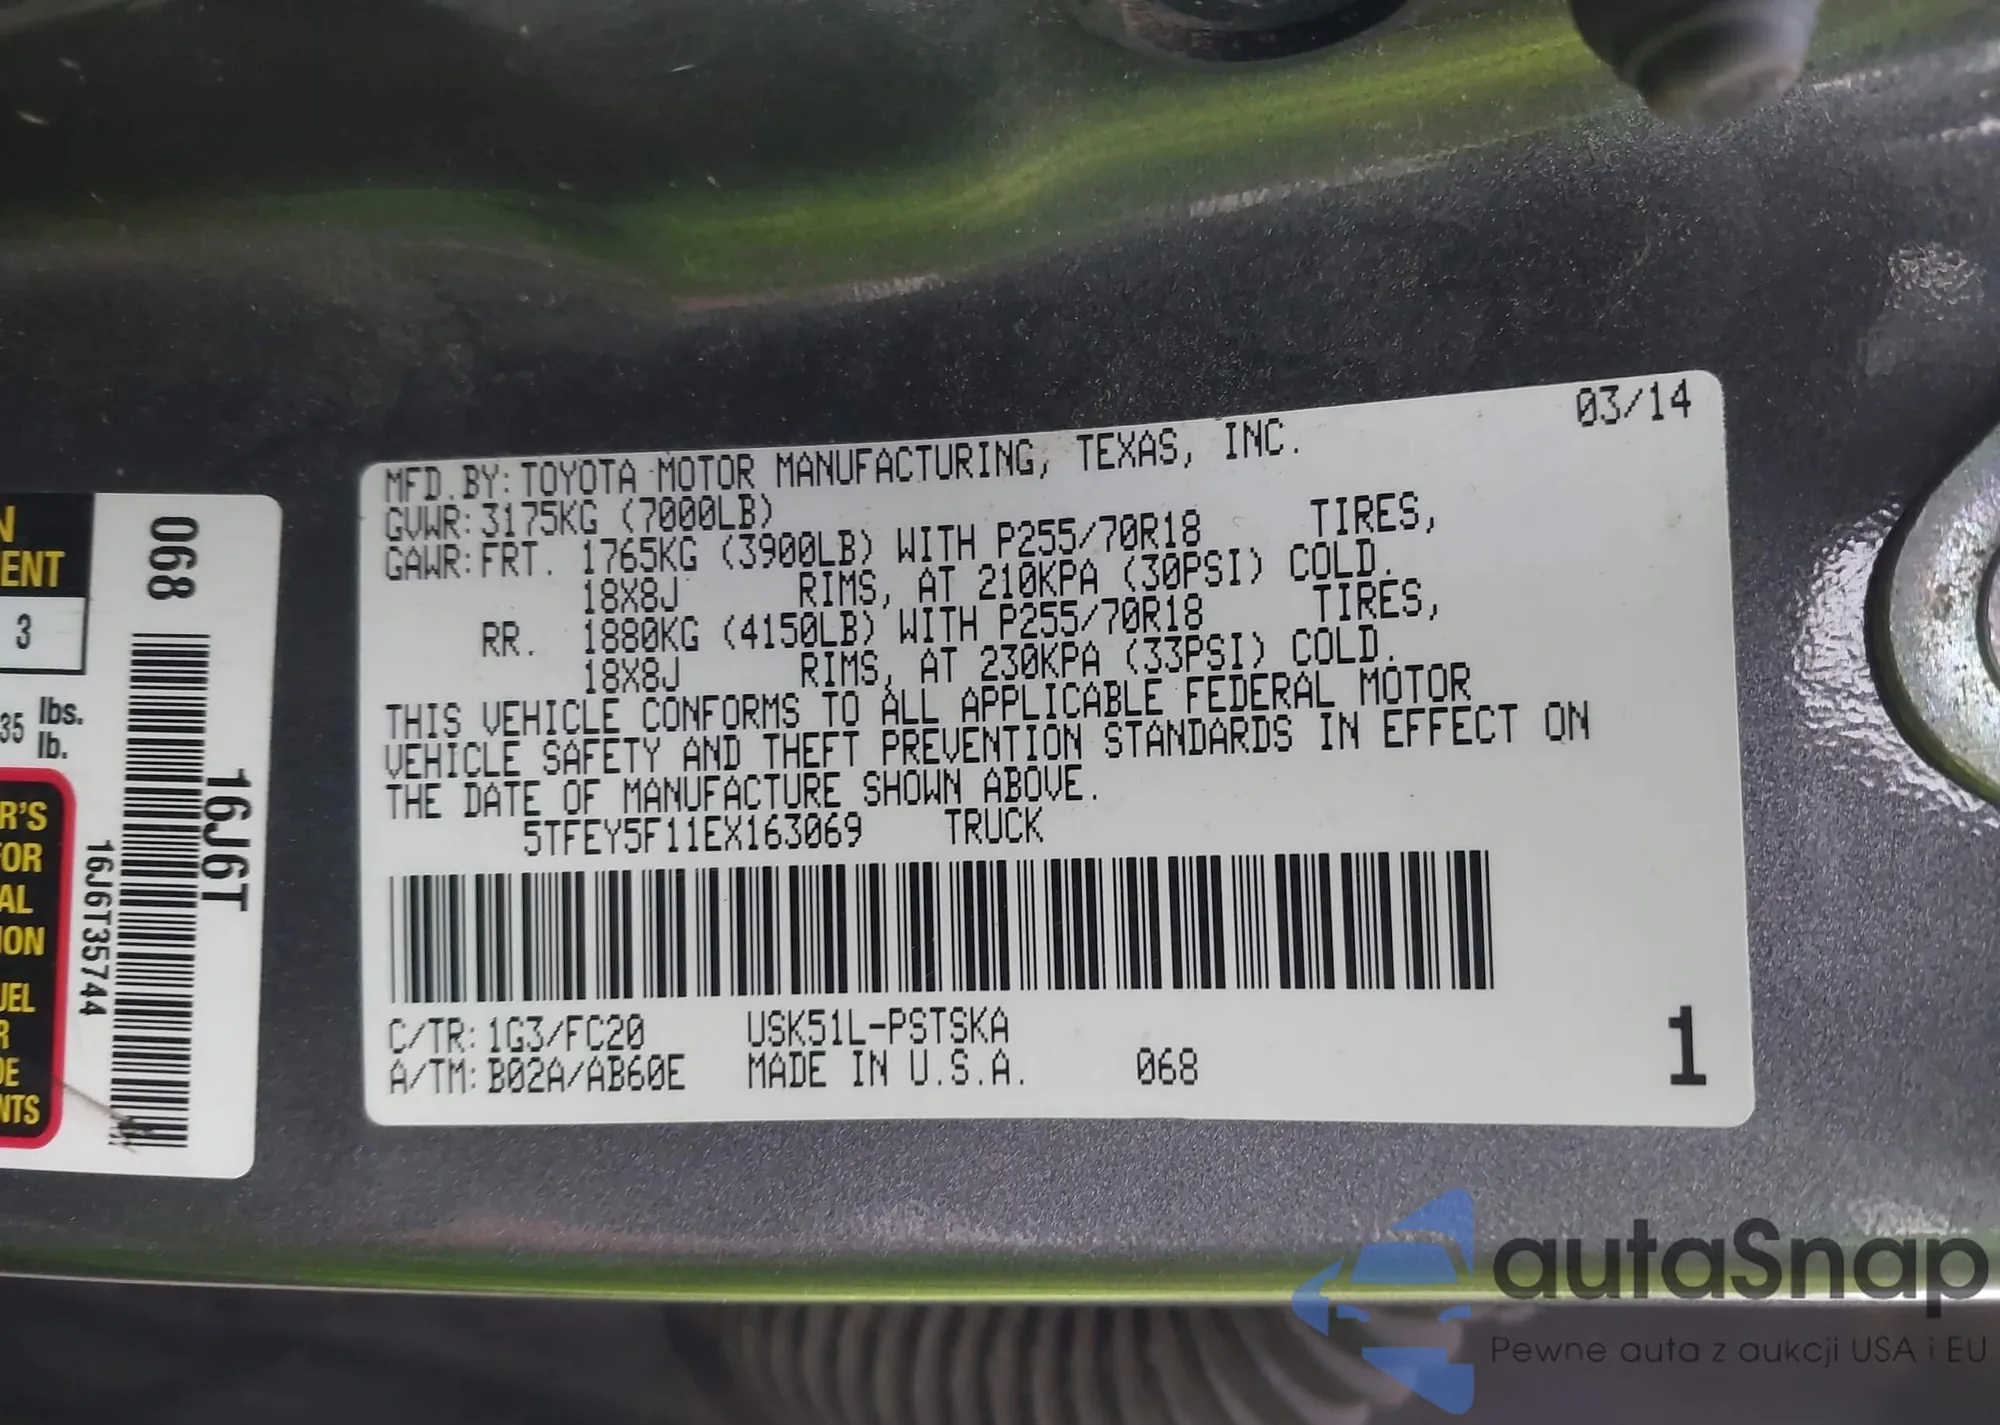 03/14
MFD.BY: TOYOTA MOTOR MANUFACTURING, TEXAS, INC.
GVWR: 3175KG (7000LB)
GAWR: FRT. 1765KG (3900LB) WITH P255/70R18 TIRES,
18X8J RIMS, AT 210KPA (30PSI) COLD.
RR. 1880KG (4150LB) WITH P255/70R18 TIRES,
18X8J RIMS, AT 230KPA (33PSI) COLD.
THIS VEHICLE CONFORMS TO ALL APPLICABLE FEDERAL MOTOR
VEHICLE SAFETY AND THEFT PREVENTION STANDARDS IN EFFECT ON
THE DATE OF MANUFACTURE SHOWN ABOVE.
5TFEY5F11EX163069 TRUCK
C/TR: 1G3/FC20 USK51L-PSTSKA
A/TM: B02A/AB60E MADE IN U.S.A. 068
1
068
16J6T
16J6T35744
3
35 lbs.
lb.
autaSnap
Pewne auta z aukcji USA i EU